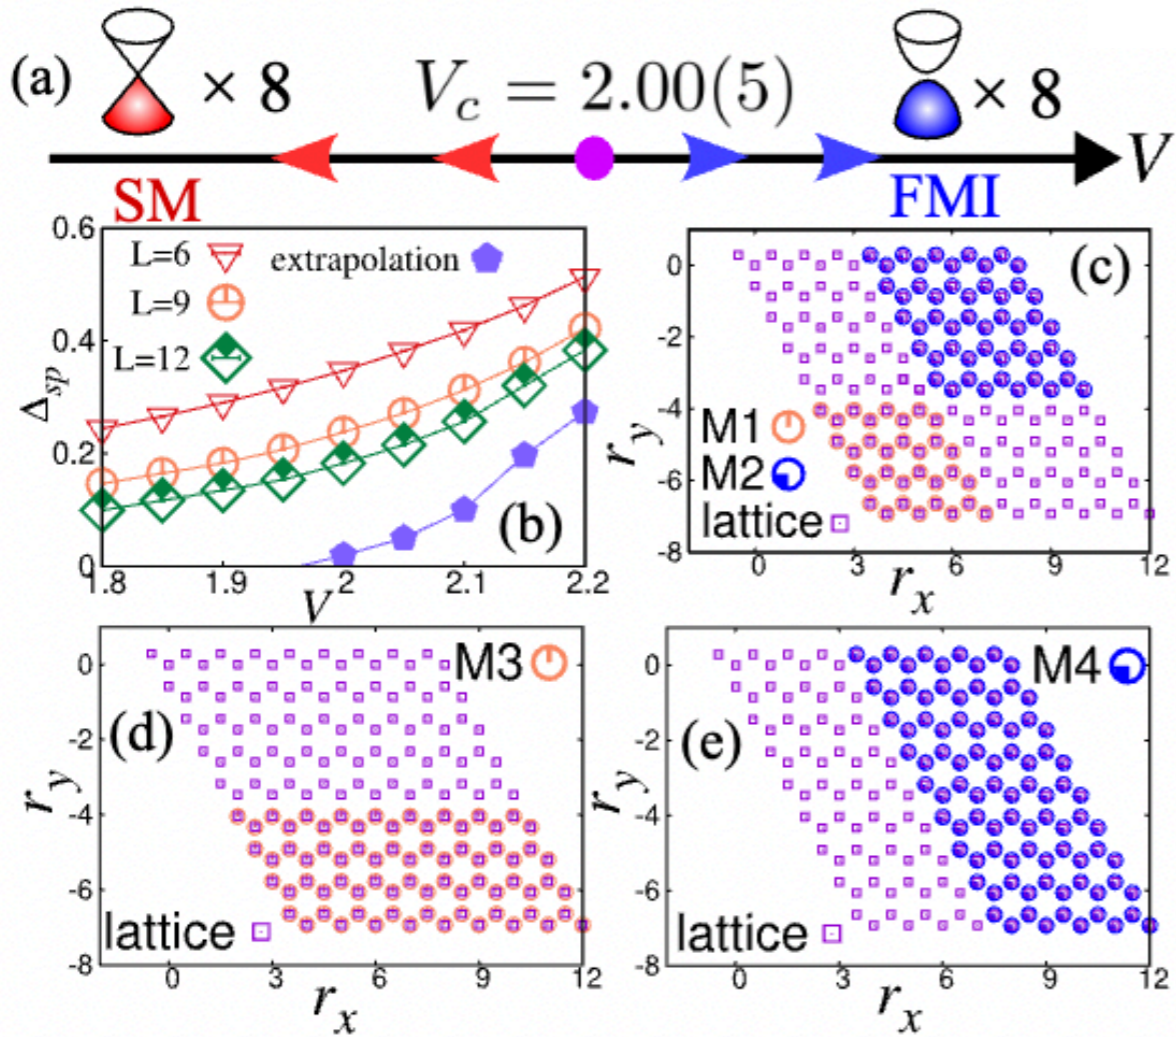 (a) × 8 V_c = 2.00(5) × 8
V
SM FMI
0.6
0.4
0.2
0
Δ_sp
L=6 extrapolation
L=9
L=12
(b)
1.8 1.9 2 2.1 2.2
V
0
-2
-4
-6
-8
r_y
(c)
M1
M2
lattice
0 3 6 9 12
r_x
0
-2
-4
-6
-8
r_y
M3
(d)
lattice
0 3 6 9 12
r_x
0
-2
-4
-6
-8
r_y
M4
(e)
lattice
0 3 6 9 12
r_x